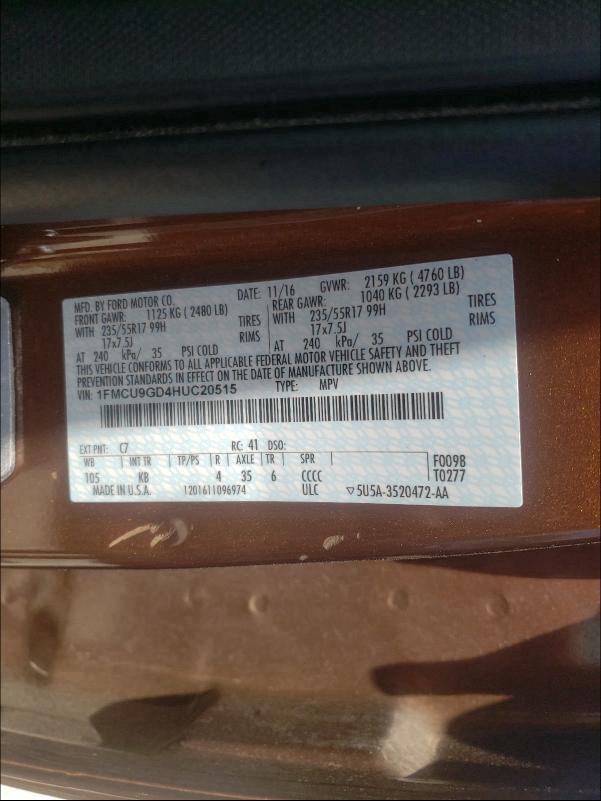 MFD. BY FORD MOTOR CO. DATE: 11/16 GVWR: 2159 KG ( 4760 LB)
FRONT GAWR: 1125 KG ( 2480 LB) REAR GAWR: 1040 KG ( 2293 LB)
WITH 235/55R17 99H TIRES WITH 235/55R17 99H TIRES
17x7.5J RIMS 17x7.5J RIMS
AT 240 kPa/ 35 PSI COLD AT 240 kPa/ 35 PSI COLD
THIS VEHICLE CONFORMS TO ALL APPLICABLE FEDERAL MOTOR VEHICLE SAFETY AND THEFT
PREVENTION STANDARDS IN EFFECT ON THE DATE OF MANUFACTURE SHOWN ABOVE.
VIN: 1FMCU9GD4HUC20515 TYPE: MPV
EXT PNT: C7 RC: 41 DSO:
WB INT TR TP/PS R AXLE TR SPR F0098
105 KB 4 35 6 CCCC T0277
MADE IN U.S.A. 1201611096974 ULC ▽5U5A-3520472-AA